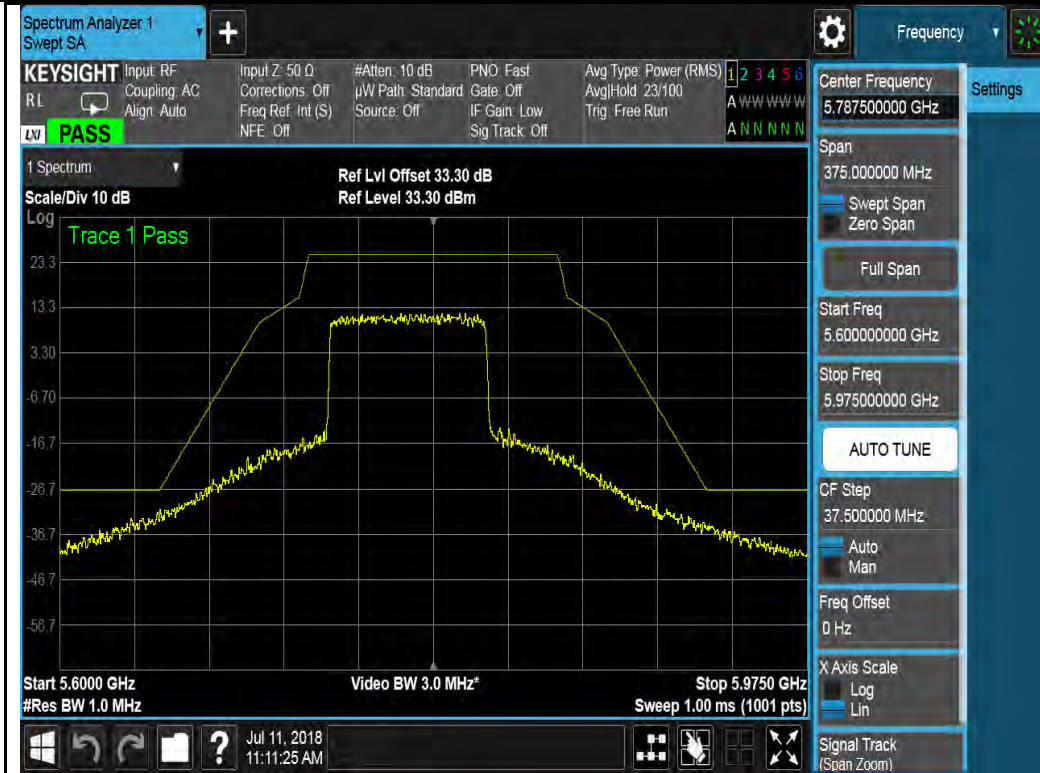 Spectrum Analyzer 1
Swept SA
+
Frequency
KEYSIGHT
RL
LXI PASS
Input: RF
Coupling: AC
Align: Auto
Input Z: 50 Ω
Corrections: Off
Freq Ref: Int (S)
NFE: Off
#Atten: 10 dB
µW Path: Standard
Source: Off
PNO: Fast
Gate: Off
IF Gain: Low
Sig Track: Off
Avg Type: Power (RMS)
Avg|Hold: 23/100
Trig: Free Run
1 2 3 4 5 6
A W W W W W
A N N N N N
1 Spectrum
Scale/Div 10 dB
Ref Lvl Offset 33.30 dB
Ref Level 33.30 dBm
Log
Trace 1 Pass
23.3
13.3
3.30
-6.70
-16.7
-26.7
-36.7
-46.7
-56.7
Start 5.6000 GHz
#Res BW 1.0 MHz
Video BW 3.0 MHz*
Stop 5.9750 GHz
Sweep 1.00 ms (1001 pts)
?
Jul 11, 2018
11:11:25 AM
Center Frequency
5.787500000 GHz
Span
375.000000 MHz
Swept Span
Zero Span
Full Span
Start Freq
5.600000000 GHz
Stop Freq
5.975000000 GHz
AUTO TUNE
CF Step
37.500000 MHz
Auto
Man
Freq Offset
0 Hz
X Axis Scale
Log
Lin
Signal Track
(Span Zoom)
Settings